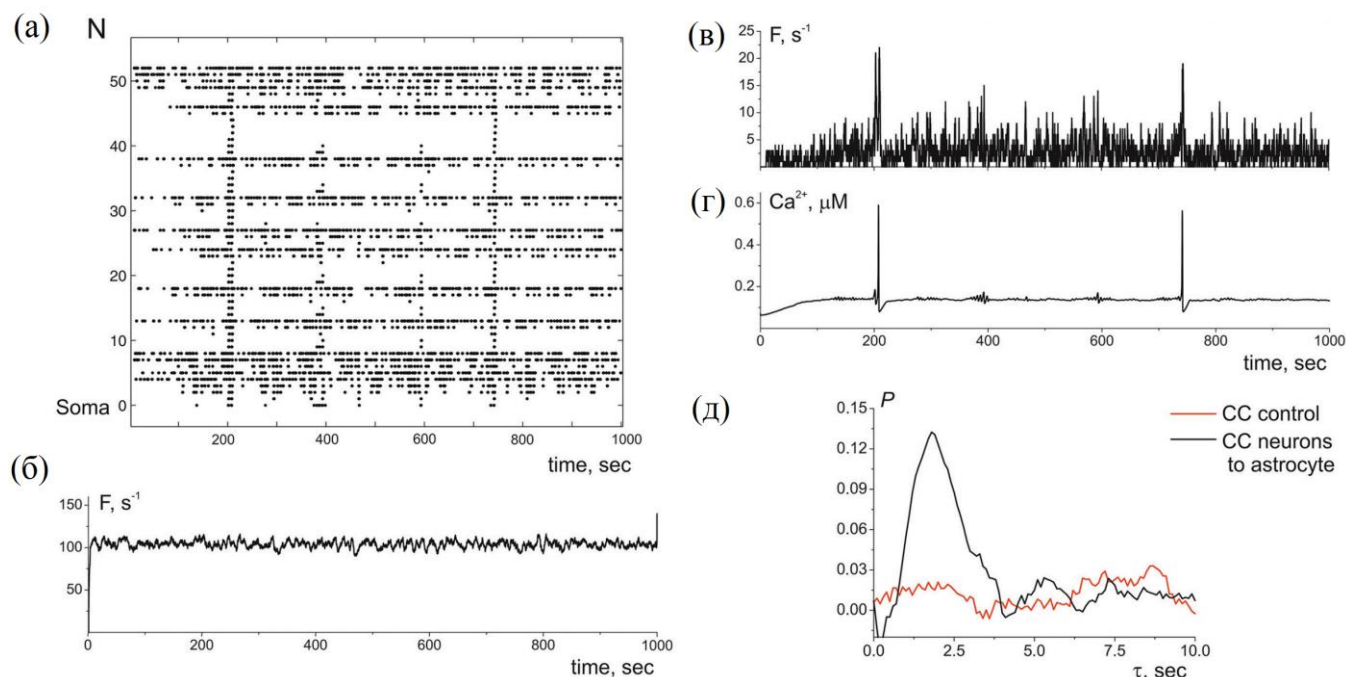 (а)
N
50
40
30
20
10
Soma 0
200 400 600 800 1000
time, sec
(б)
F, s⁻¹
150
100
50
0 200 400 600 800 1000
time, sec
(в)
F, s⁻¹
25
20
15
10
5
(г)
Ca²⁺, µM
0.6
0.4
0.2
0 200 400 600 800 1000
time, sec
(д)
P
0.15
0.12
0.09
0.06
0.03
0.00
0.0 2.5 5.0 7.5 10.0
τ, sec
CC control
CC neurons
to astrocyte